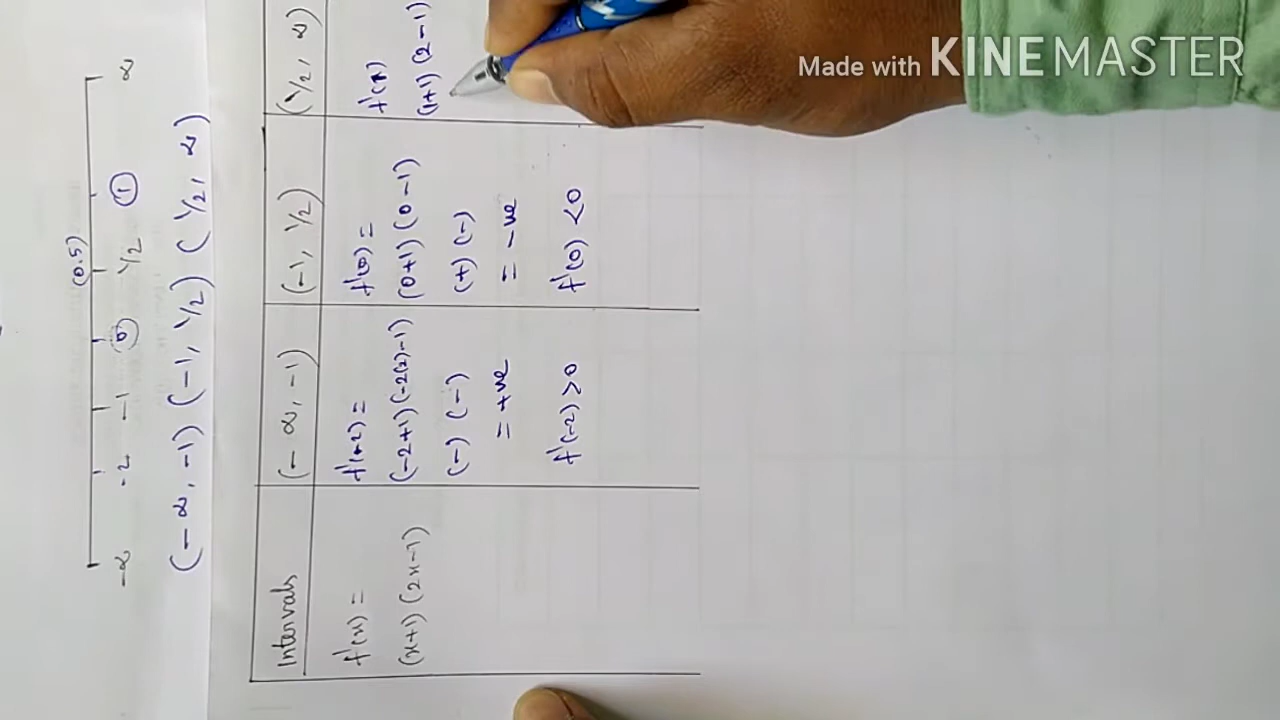 (0.5)
-∞ -2 -1 0 1/2 1 ∞
(-∞, -1) (-1, 1/2) (1/2, ∞)
Intervals
f'(x) =
(x+1) (2x-1)
(-∞, -1)
f'(-2) =
(-2+1) (-2(2)-1)
(-) (-)
= +ve
f'(-2) > 0
(-1, 1/2)
f'(0) =
(0+1) (0-1)
(+) (-)
= -ve
f'(0) < 0
(1/2, ∞)
f'(x)
(1+1) (2-1)
Made with KINEMASTER